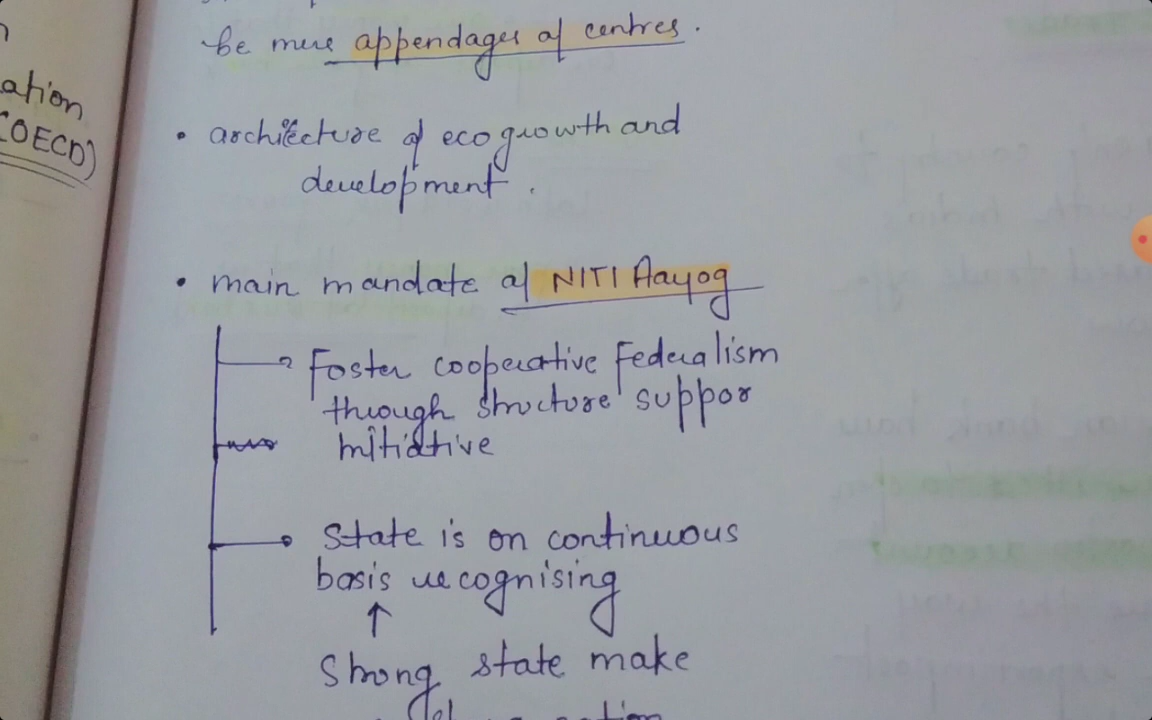 ation
(OECD)
be mere appendages of centres.
• architecture of eco growth and
development.
• main mandate of NITI Aayog
Foster cooperative Federalism
through structure suppor
initiative
State is on continuous
basis recognising
↑
Strong state make